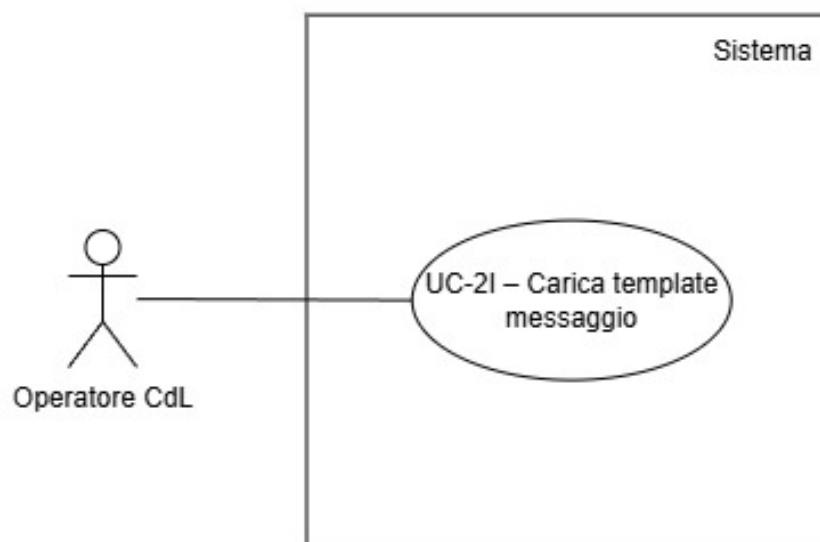 Sistema
UC-2I – Carica template
messaggio
Operatore CdL